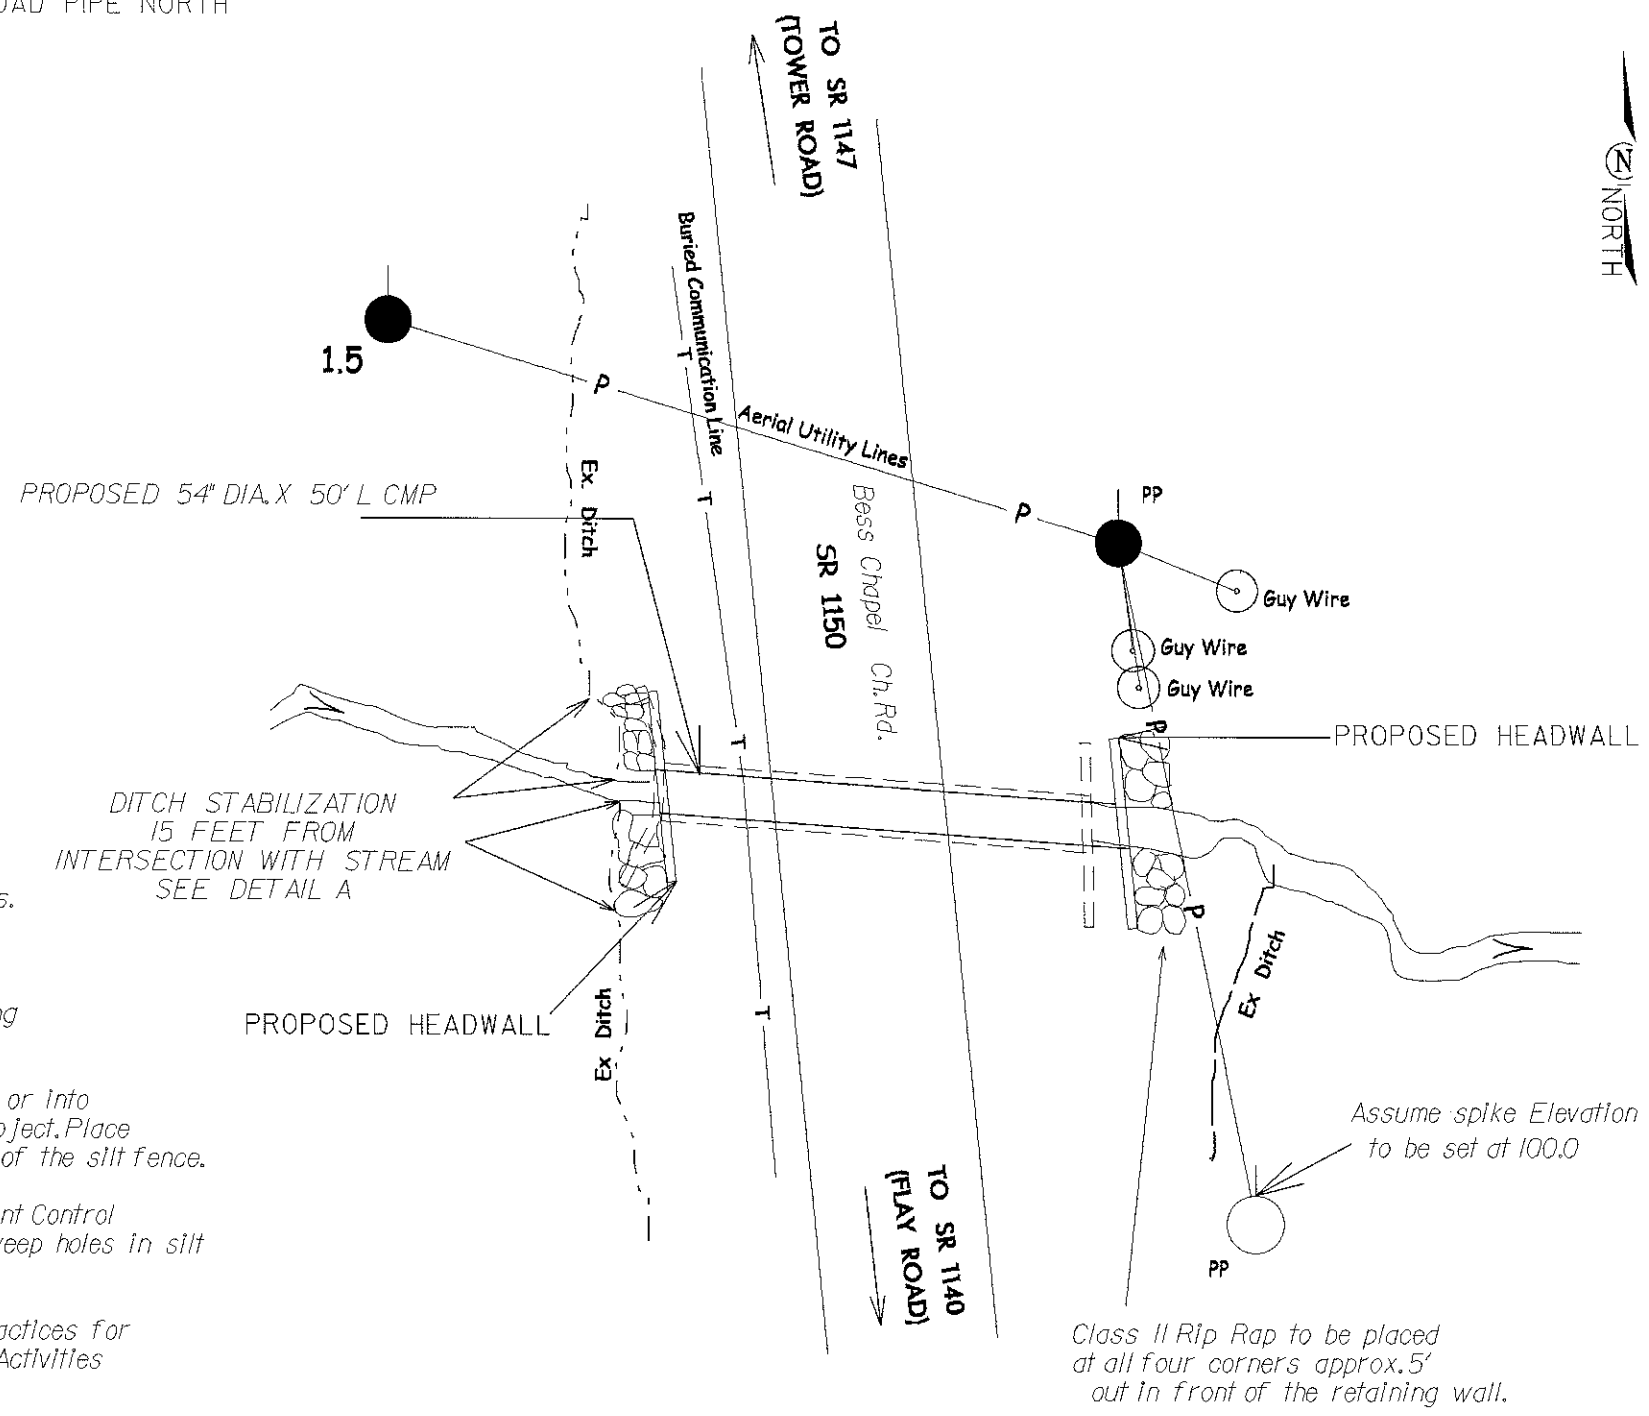 PIPE NORTH
TO SR 1147
(TOWER ROAD)
N
NORTH
Buried Communication Line
T
1.5
P
Aerial Utility Lines
Ex. Ditch
PROPOSED 54" DIA. X 50' L CMP
T
P
PP
Bess Chapel Ch. Rd.
SR 1150
Guy Wire
Guy Wire
Guy Wire
P
PROPOSED HEADWALL
T
DITCH STABILIZATION
15 FEET FROM
INTERSECTION WITH STREAM
SEE DETAIL A
P
Ex Ditch
PROPOSED HEADWALL
Ex Ditch
T
or into
Place
of the silt fence.
Control
holes in silt
for
Activities
TO SR 1140
(FLAY ROAD)
Assume spike Elevation
to be set at 100.0
PP
Class II Rip Rap to be placed
at all four corners approx. 5'
out in front of the retaining wall.